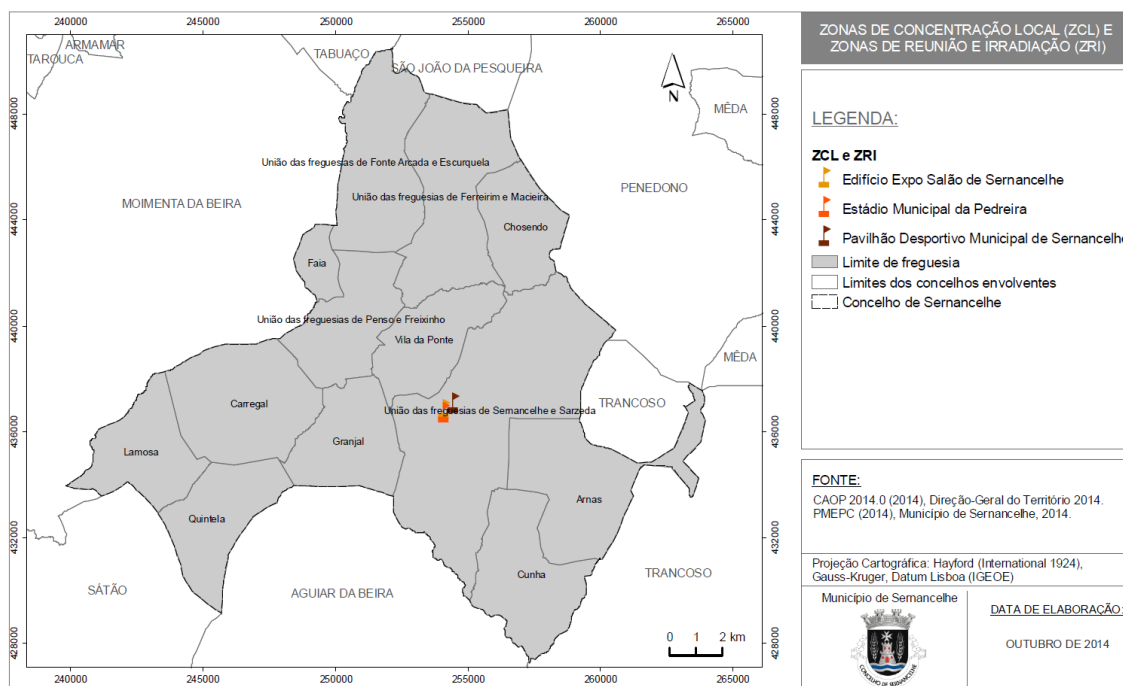 240000 245000 250000 255000 260000 265000
ARMAMAR
TAROUCA
TABUAÇO
SÃO JOÃO DA PESQUEIRA
N
MÊDA
448000 448000
União das freguesias de Fonte Arcada e Escurquela
MOIMENTA DA BEIRA
União das freguesias de Ferreirim e Macieira
PENEDONO
444000 444000
Chosendo
Faia
União das freguesias de Penso e Freixinho
440000 440000
Vila da Ponte
MÊDA
TRANCOSO
Carregal
União das freguesias de Sernancelhe e Sarzeda
436000 436000
Granjal
Lamosa
Arnas
Quintela
432000 432000
Cunha
TRANCOSO
SÁTÃO
AGUIAR DA BEIRA
0 1 2 km
428000 428000
240000 245000 250000 255000 260000 265000
ZONAS DE CONCENTRAÇÃO LOCAL (ZCL) E
ZONAS DE REUNIÃO E IRRADIAÇÃO (ZRI)
LEGENDA:
ZCL e ZRI
Edifício Expo Salão de Sernancelhe
Estádio Municipal da Pedreira
Pavilhão Desportivo Municipal de Sernancelhe
Limite de freguesia
Limites dos concelhos envolventes
Concelho de Sernancelhe
FONTE:
CAOP 2014.0 (2014), Direção-Geral do Território 2014.
PMEPC (2014), Município de Sernancelhe, 2014.
Projeção Cartográfica: Hayford (International 1924),
Gauss-Kruger, Datum Lisboa (IGEOE)
Município de Sernancelhe
CONCELHO DE SERNANCELHE
DATA DE ELABORAÇÃO:
OUTUBRO DE 2014